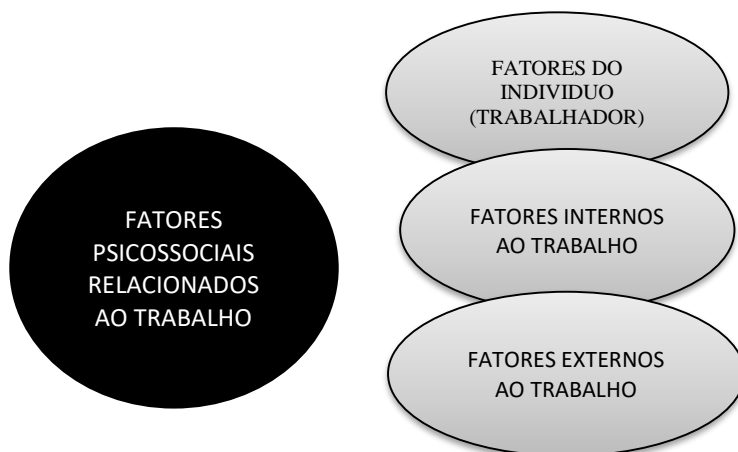 FATORES
PSICOSSOCIAIS
RELACIONADOS
AO TRABALHO
FATORES DO
INDIVIDUO
(TRABALHADOR)
FATORES INTERNOS
AO TRABALHO
FATORES EXTERNOS
AO TRABALHO